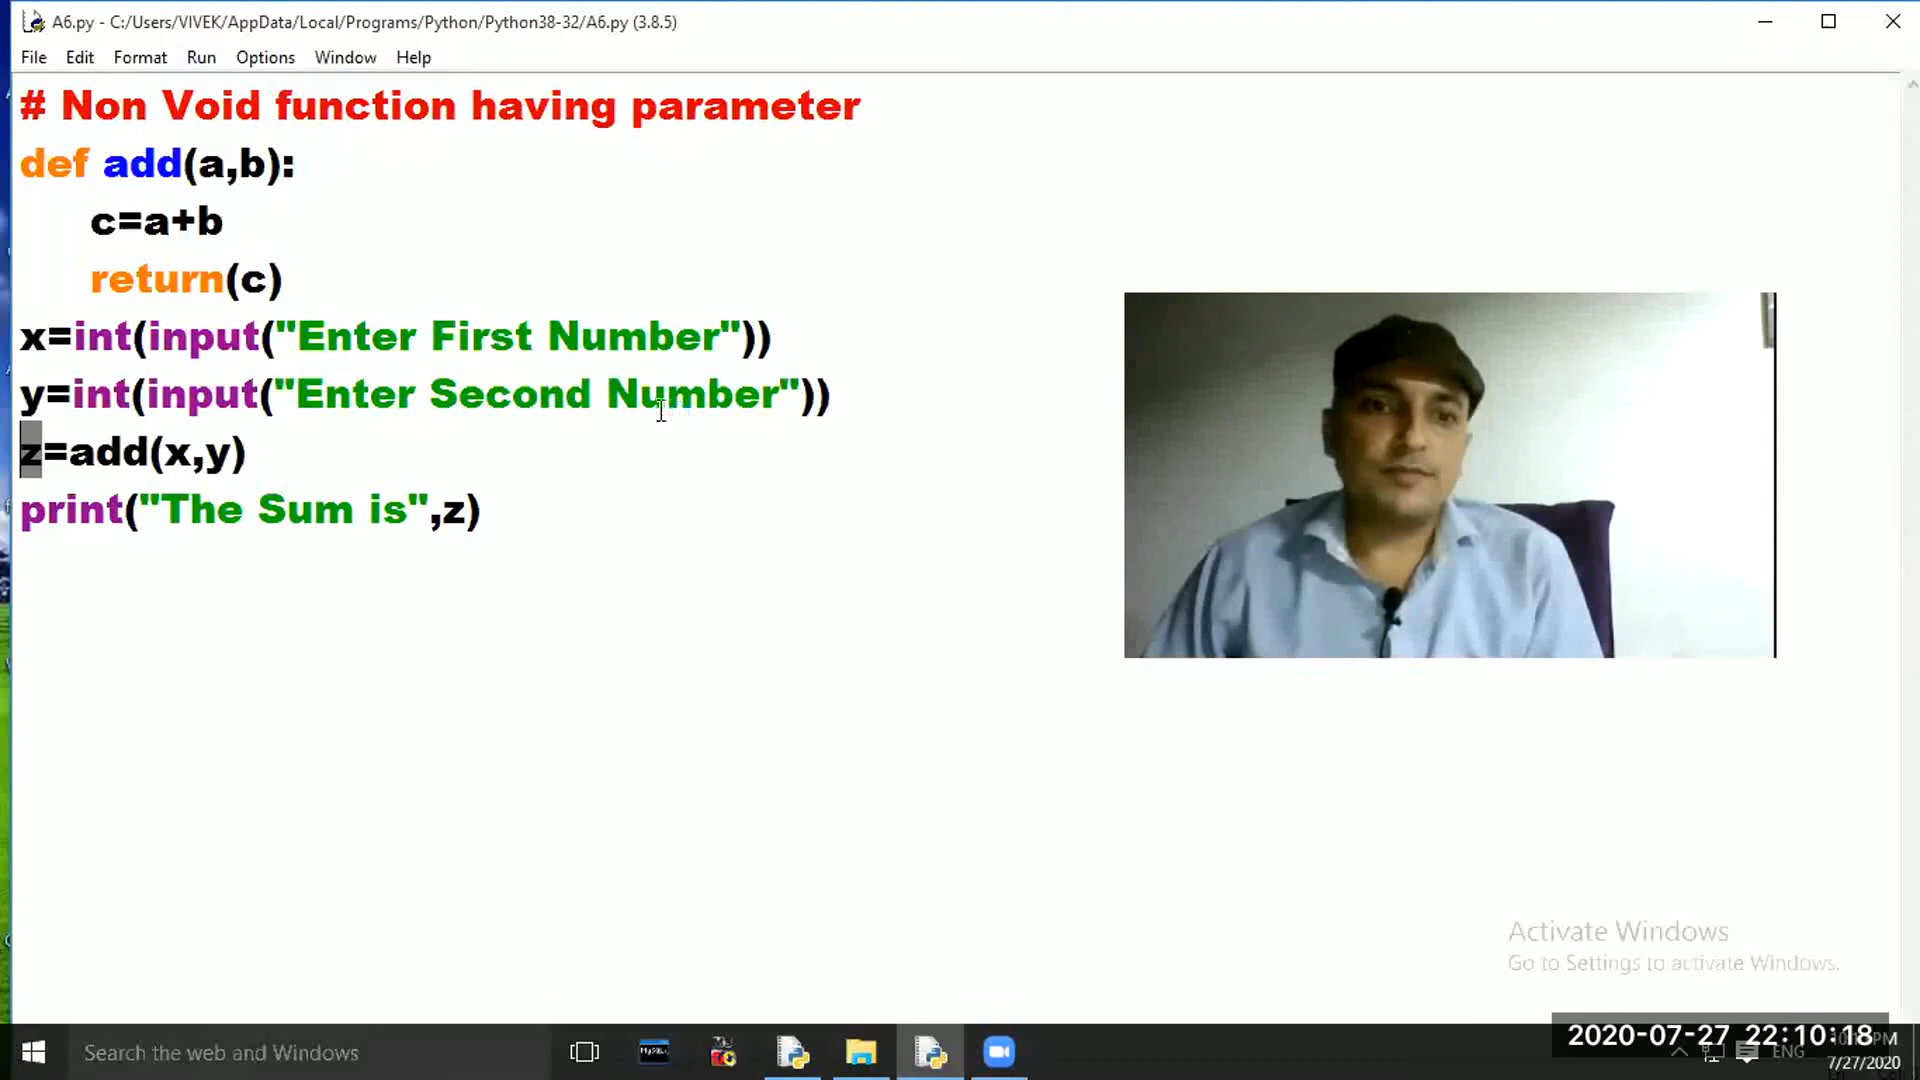 A6.py - C:/Users/VIVEK/AppData/Local/Programs/Python/Python38-32/A6.py (3.8.5)
File Edit Format Run Options Window Help
# Non Void function having parameter
def add(a,b):
c=a+b
return(c)
x=int(input("Enter First Number"))
y=int(input("Enter Second Number"))
z=add(x,y)
print("The Sum is",z)
Activate Windows
Go to Settings to activate Windows.
Search the web and Windows
MySQL
2020-07-27 22:10:18
ENG
7/27/2020